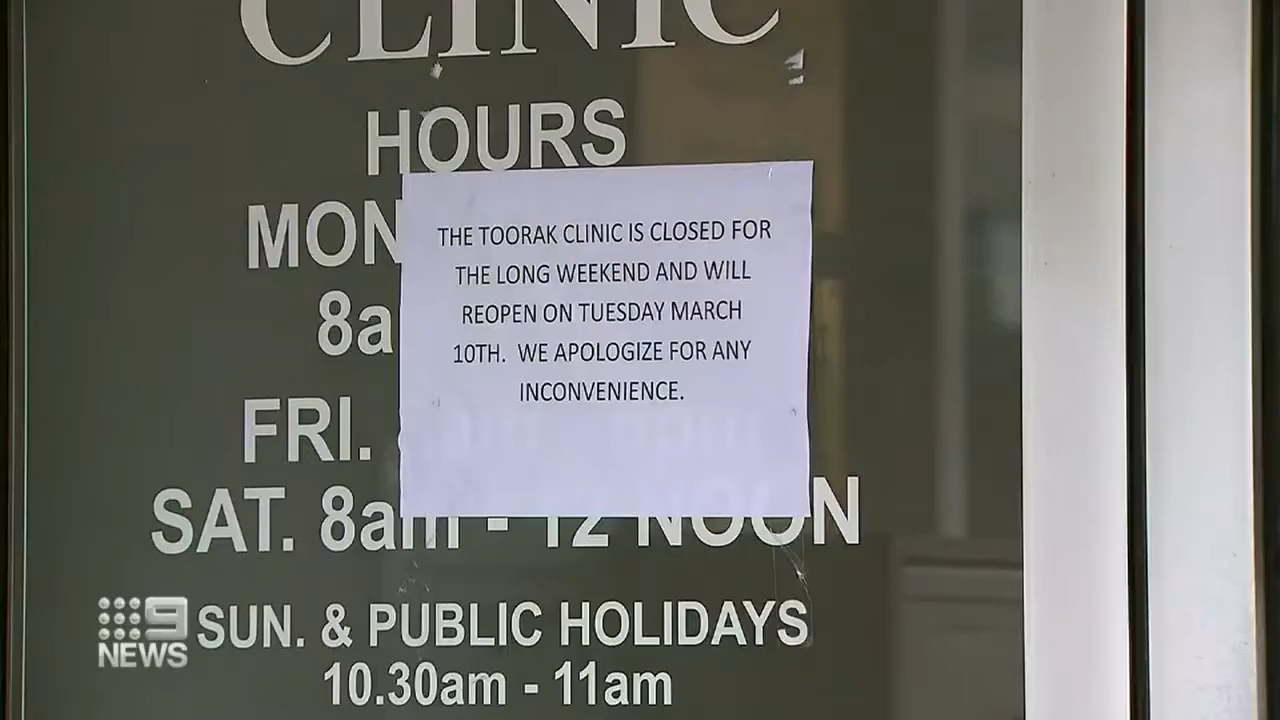 CLINIC
HOURS
MON
8a
THE TOORAK CLINIC IS CLOSED FOR
THE LONG WEEKEND AND WILL
REOPEN ON TUESDAY MARCH
10TH. WE APOLOGIZE FOR ANY
INCONVENIENCE.
FRI.
SAT. 8am - 12 NOON
SUN. & PUBLIC HOLIDAYS
10.30am - 11am
9
NEWS